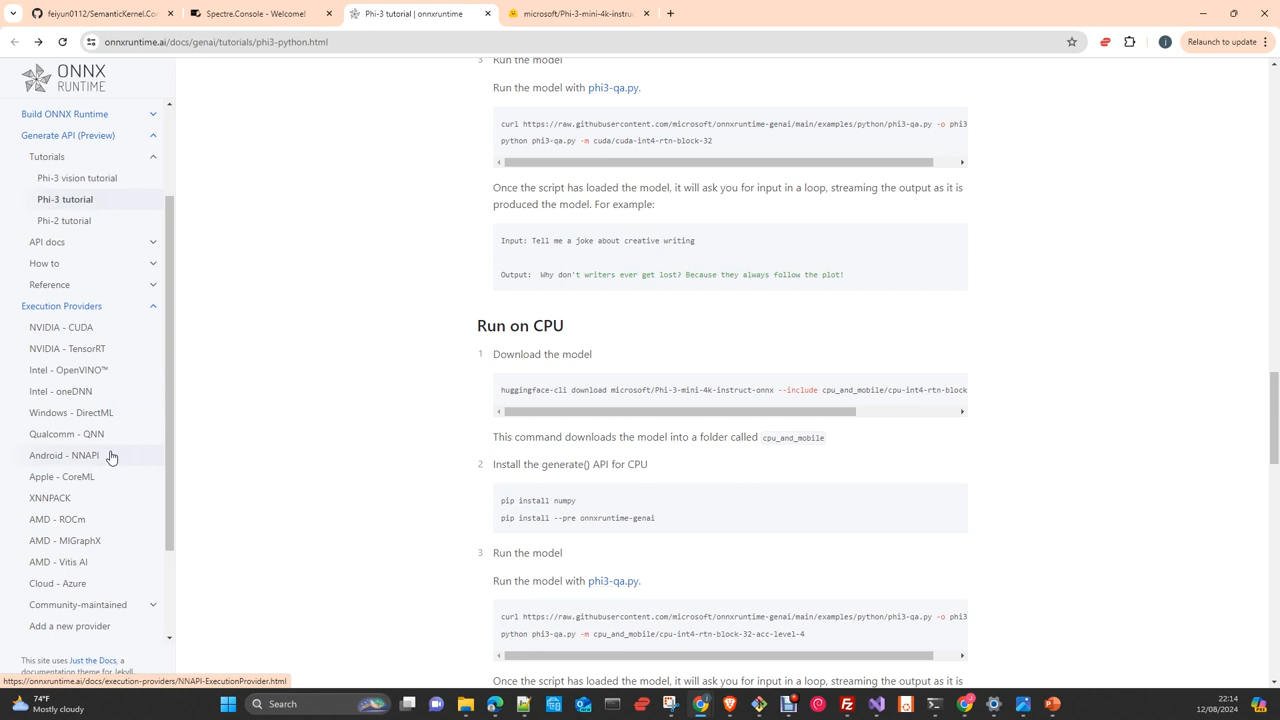 feiyun0112/SemanticKernel.Con
Spectre.Console - Welcome!
Phi-3 tutorial | onnxruntime
microsoft/Phi-3-mini-4k-instruc
onnxruntime.ai/docs/genai/tutorials/phi3-python.html
Relaunch to update
ONNX
RUNTIME
Build ONNX Runtime
Generate API (Preview)
Tutorials
Phi-3 vision tutorial
Phi-3 tutorial
Phi-2 tutorial
API docs
How to
Reference
Execution Providers
NVIDIA - CUDA
NVIDIA - TensorRT
Intel - OpenVINO™
Intel - oneDNN
Windows - DirectML
Qualcomm - QNN
Android - NNAPI
Apple - CoreML
XNNPACK
AMD - ROCm
AMD - MIGraphX
AMD - Vitis AI
Cloud - Azure
Community-maintained
Add a new provider
This site uses Just the Docs, a
documentation theme for Jekyll.
https://onnxruntime.ai/docs/execution-providers/NNAPI-ExecutionProvider.html
3 Run the model
Run the model with phi3-qa.py.
curl https://raw.githubusercontent.com/microsoft/onnxruntime-genai/main/examples/python/phi3-qa.py -o phi3
python phi3-qa.py -m cuda/cuda-int4-rtn-block-32
Once the script has loaded the model, it will ask you for input in a loop, streaming the output as it is
produced the model. For example:
Input: Tell me a joke about creative writing
Output:  Why don't writers ever get lost? Because they always follow the plot!
Run on CPU
1 Download the model
huggingface-cli download microsoft/Phi-3-mini-4k-instruct-onnx --include cpu_and_mobile/cpu-int4-rtn-block
This command downloads the model into a folder called cpu_and_mobile
2 Install the generate() API for CPU
pip install numpy
pip install --pre onnxruntime-genai
3 Run the model
Run the model with phi3-qa.py.
curl https://raw.githubusercontent.com/microsoft/onnxruntime-genai/main/examples/python/phi3-qa.py -o phi3
python phi3-qa.py -m cpu_and_mobile/cpu-int4-rtn-block-32-acc-level-4
Once the script has loaded the model, it will ask you for input in a loop, streaming the output as it is
74°F
Mostly cloudy
Search
22:14
12/08/2024